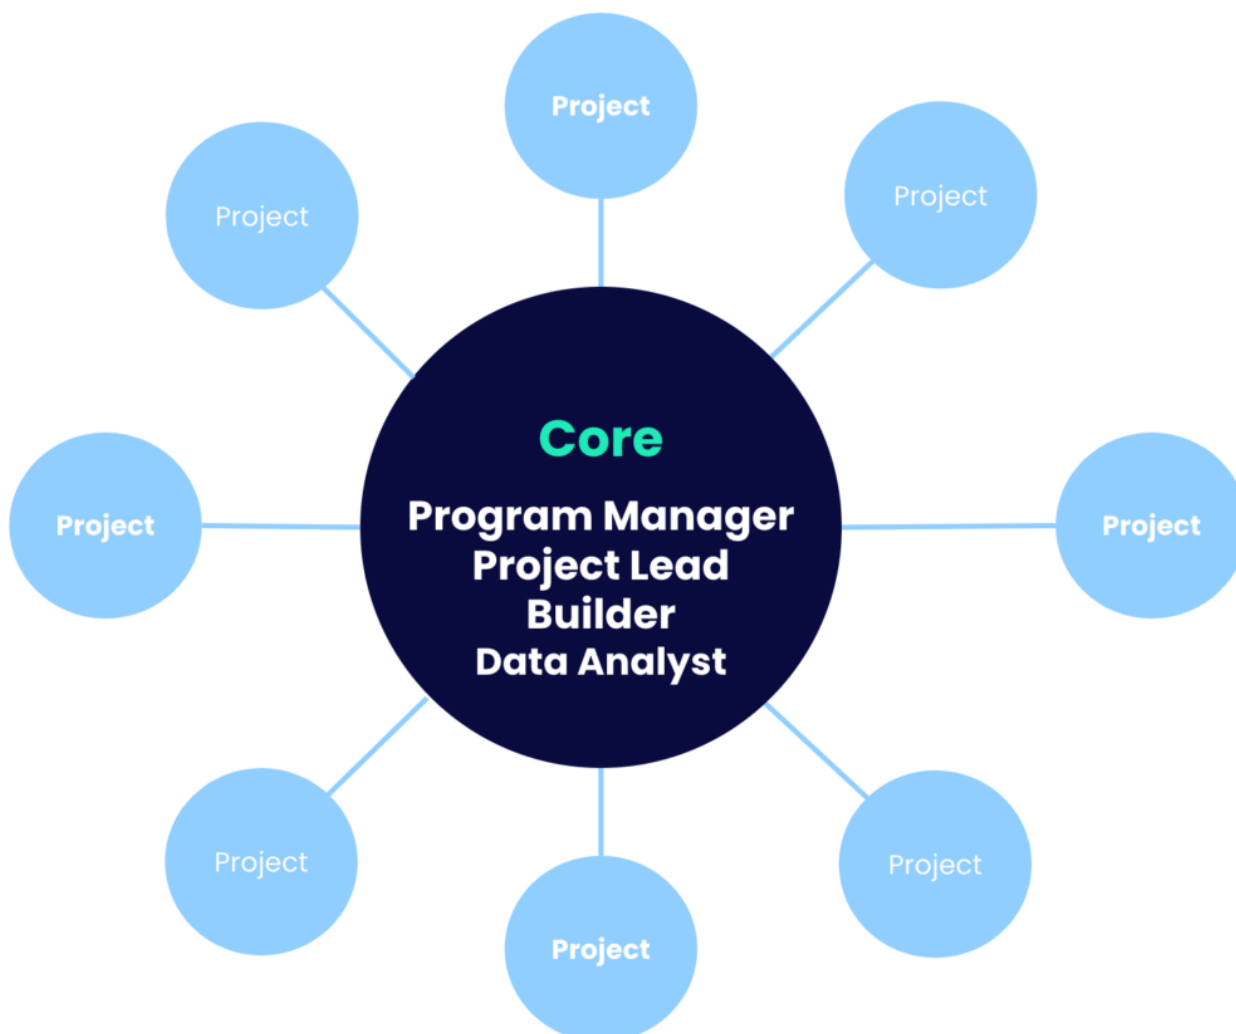 Project
Project
Project
Core
Program Manager
Project Lead
Builder
Data Analyst
Project
Project
Project
Project
Project